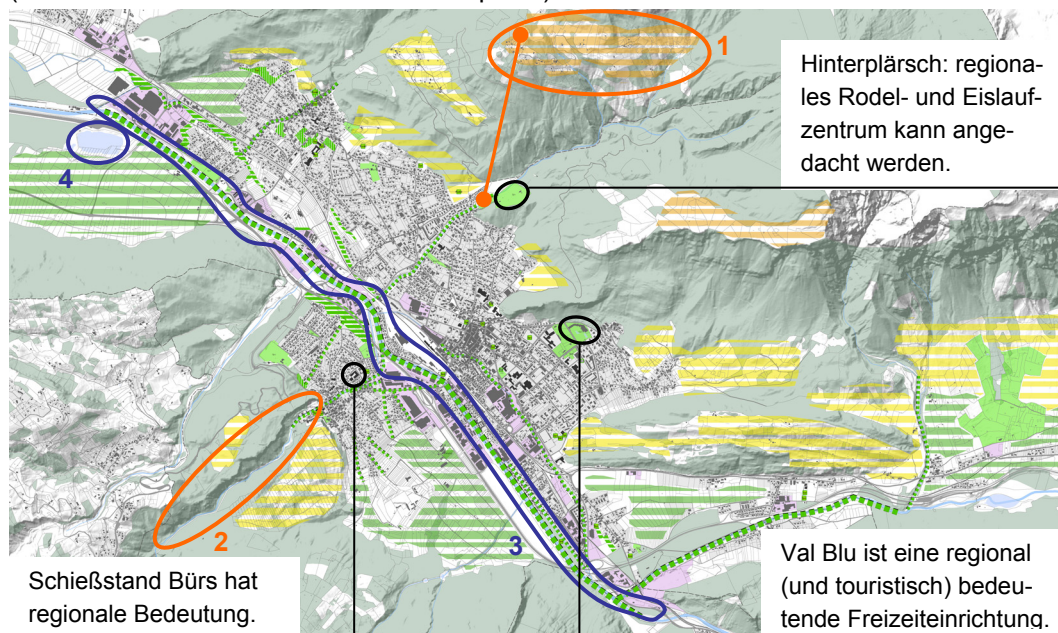 1
Hinterplärsch: regiona-
les Rodel- und Eislauf-
zentrum kann ange-
dacht werden.
4
2
3
Schießstand Bürs hat
regionale Bedeutung.
Val Blu ist eine regional
(und touristisch) bedeu-
tende Freizeiteinrichtung.